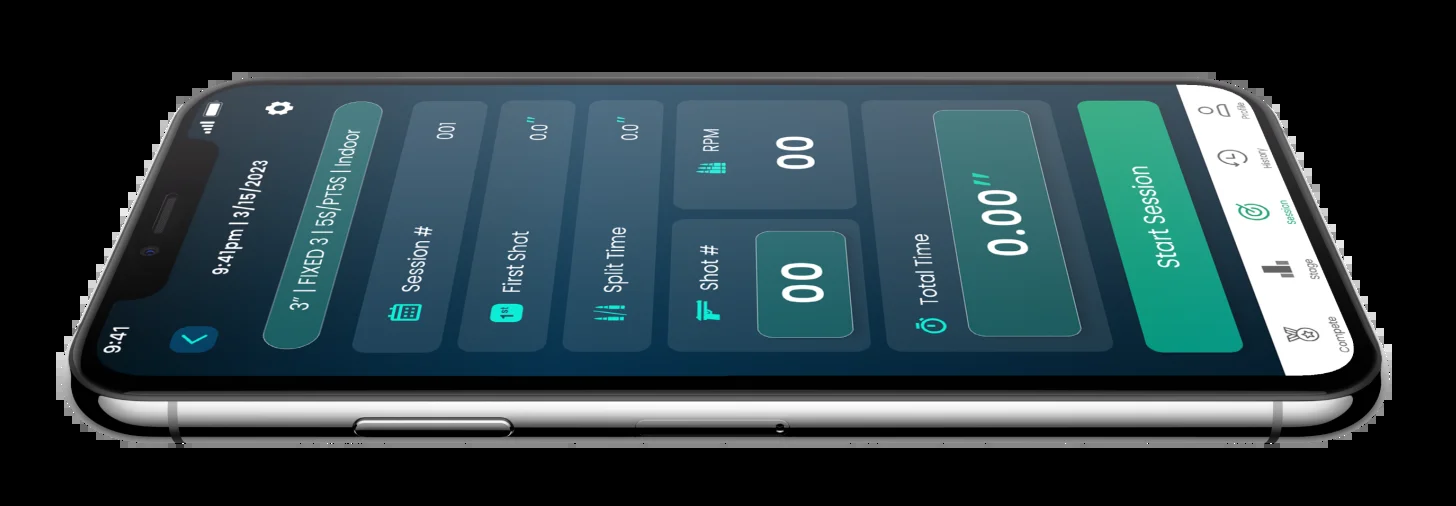 9:41
9:41pm | 3/15/2023
3” | FIXED 3 | 5S/PT5S | Indoor
Session # 001
1st First Shot 0.0”
Split Time 0.0”
Shot # RPM
00 00
Total Time
0.00”
Start Session
Compete Stage Session History Profile